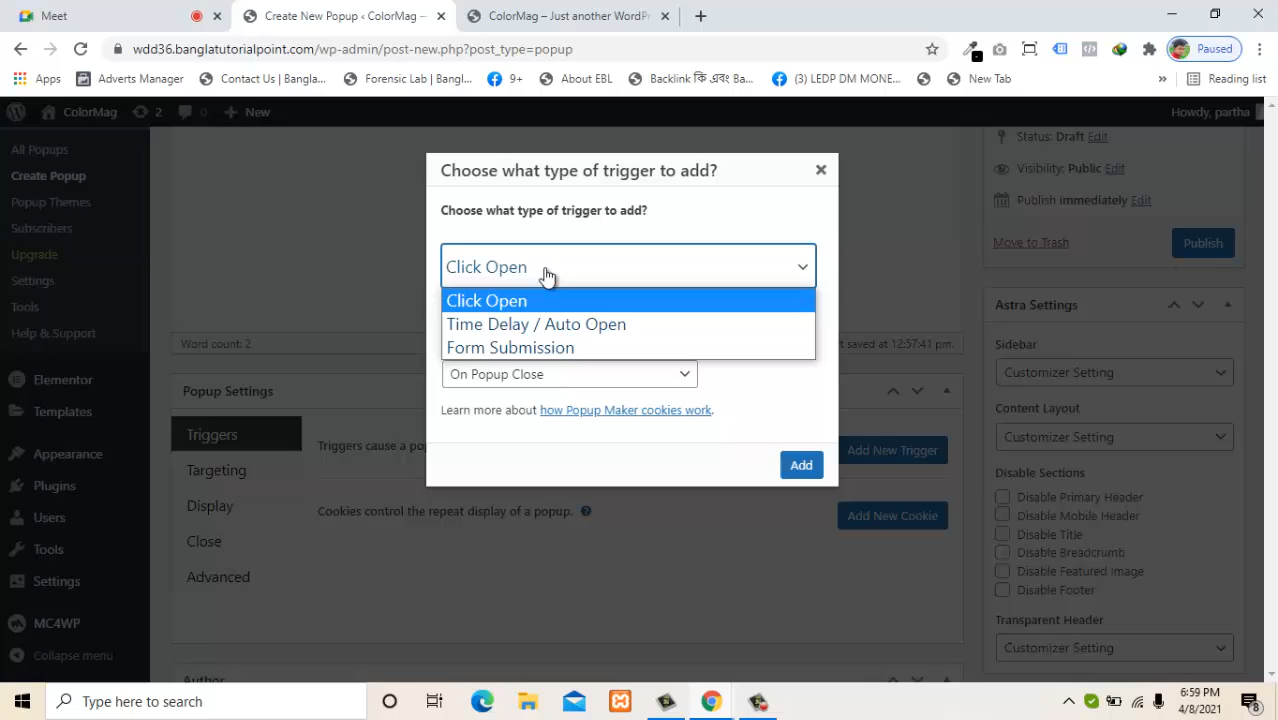 Meet
Create New Popup ‹ ColorMag —
ColorMag – Just another WordPr
wdd36.banglatutorialpoint.com/wp-admin/post-new.php?post_type=popup
Paused
Apps
Adverts Manager
Contact Us | Bangla...
Forensic Lab | Bangl...
9+
About EBL
Backlink কি এবং Ba...
(3) LEDP DM MONE...
New Tab
»
Reading list
ColorMag
2
0
New
Howdy, partha
All Popups
Create Popup
Popup Themes
Subscribers
Upgrade
Settings
Tools
Help & Support
Elementor
Templates
Appearance
Plugins
Users
Tools
Settings
MC4WP
Collapse menu
Choose what type of trigger to add?
Choose what type of trigger to add?
Click Open
Click Open
Time Delay / Auto Open
Form Submission
On Popup Close
Learn more about how Popup Maker cookies work.
Add
Word count: 2
saved at 12:57:41 pm.
Popup Settings
Triggers
Targeting
Display
Close
Advanced
Triggers cause a
Add New Trigger
Cookies control the repeat display of a popup.
Add New Cookie
Author
Status: Draft Edit
Visibility: Public Edit
Publish immediately Edit
Move to Trash
Publish
Astra Settings
Sidebar
Customizer Setting
Content Layout
Customizer Setting
Disable Sections
Disable Primary Header
Disable Mobile Header
Disable Title
Disable Breadcrumb
Disable Featured Image
Disable Footer
Transparent Header
Customizer Setting
Type here to search
6:59 PM
4/8/2021
8